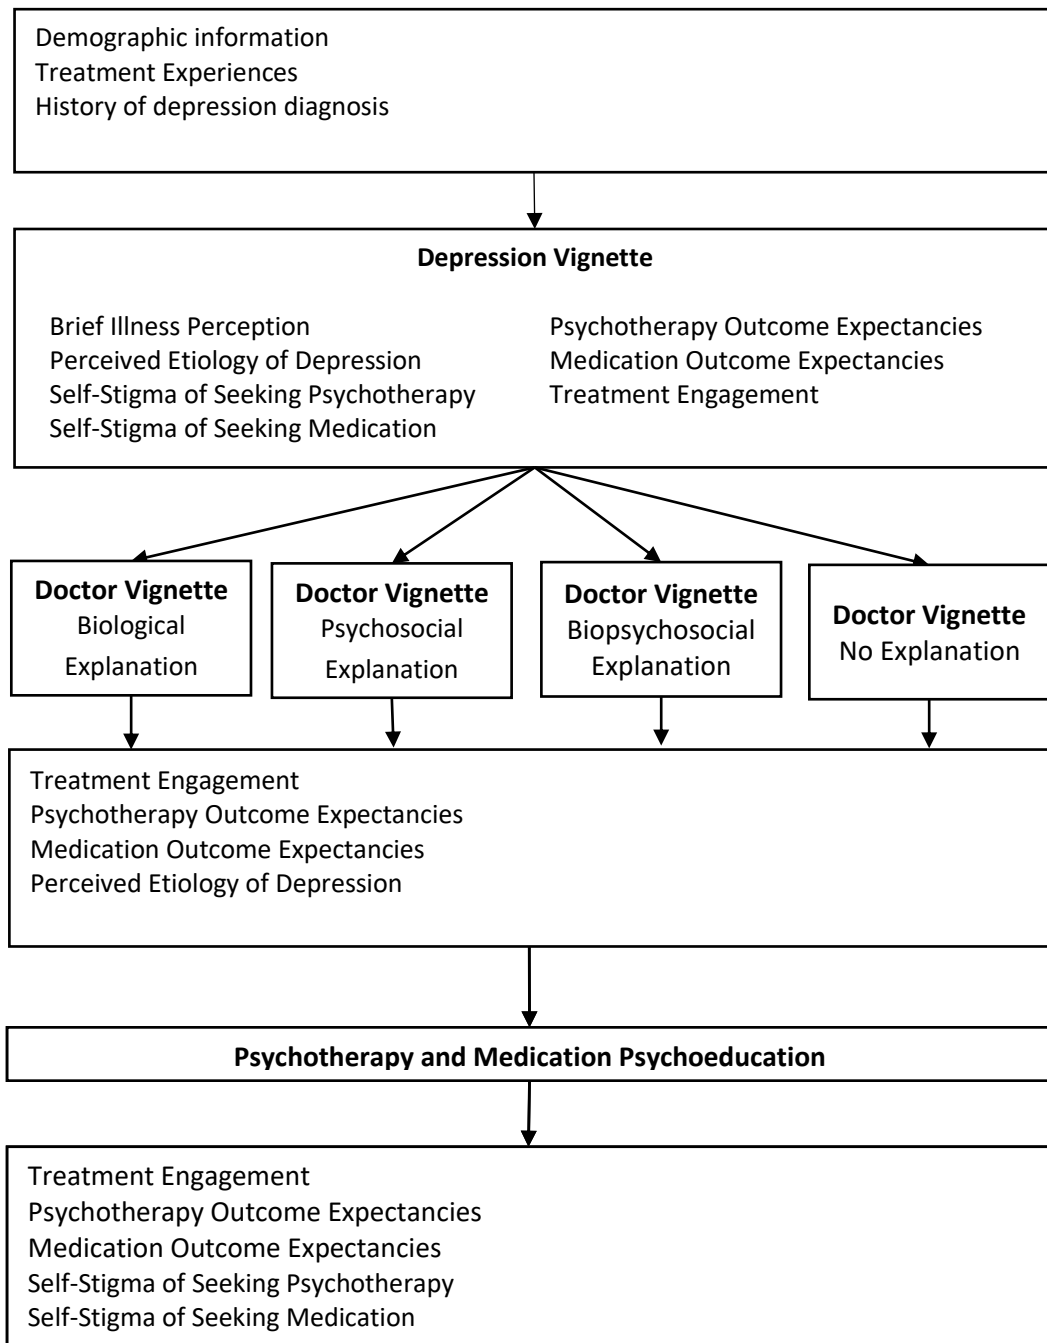 Demographic information
Treatment Experiences
History of depression diagnosis
Depression Vignette
Brief Illness Perception
Perceived Etiology of Depression
Self-Stigma of Seeking Psychotherapy
Self-Stigma of Seeking Medication
Psychotherapy Outcome Expectancies
Medication Outcome Expectancies
Treatment Engagement
Doctor Vignette
Biological
Explanation
Doctor Vignette
Psychosocial
Explanation
Doctor Vignette
Biopsychosocial
Explanation
Doctor Vignette
No Explanation
Treatment Engagement
Psychotherapy Outcome Expectancies
Medication Outcome Expectancies
Perceived Etiology of Depression
Psychotherapy and Medication Psychoeducation
Treatment Engagement
Psychotherapy Outcome Expectancies
Medication Outcome Expectancies
Self-Stigma of Seeking Psychotherapy
Self-Stigma of Seeking Medication